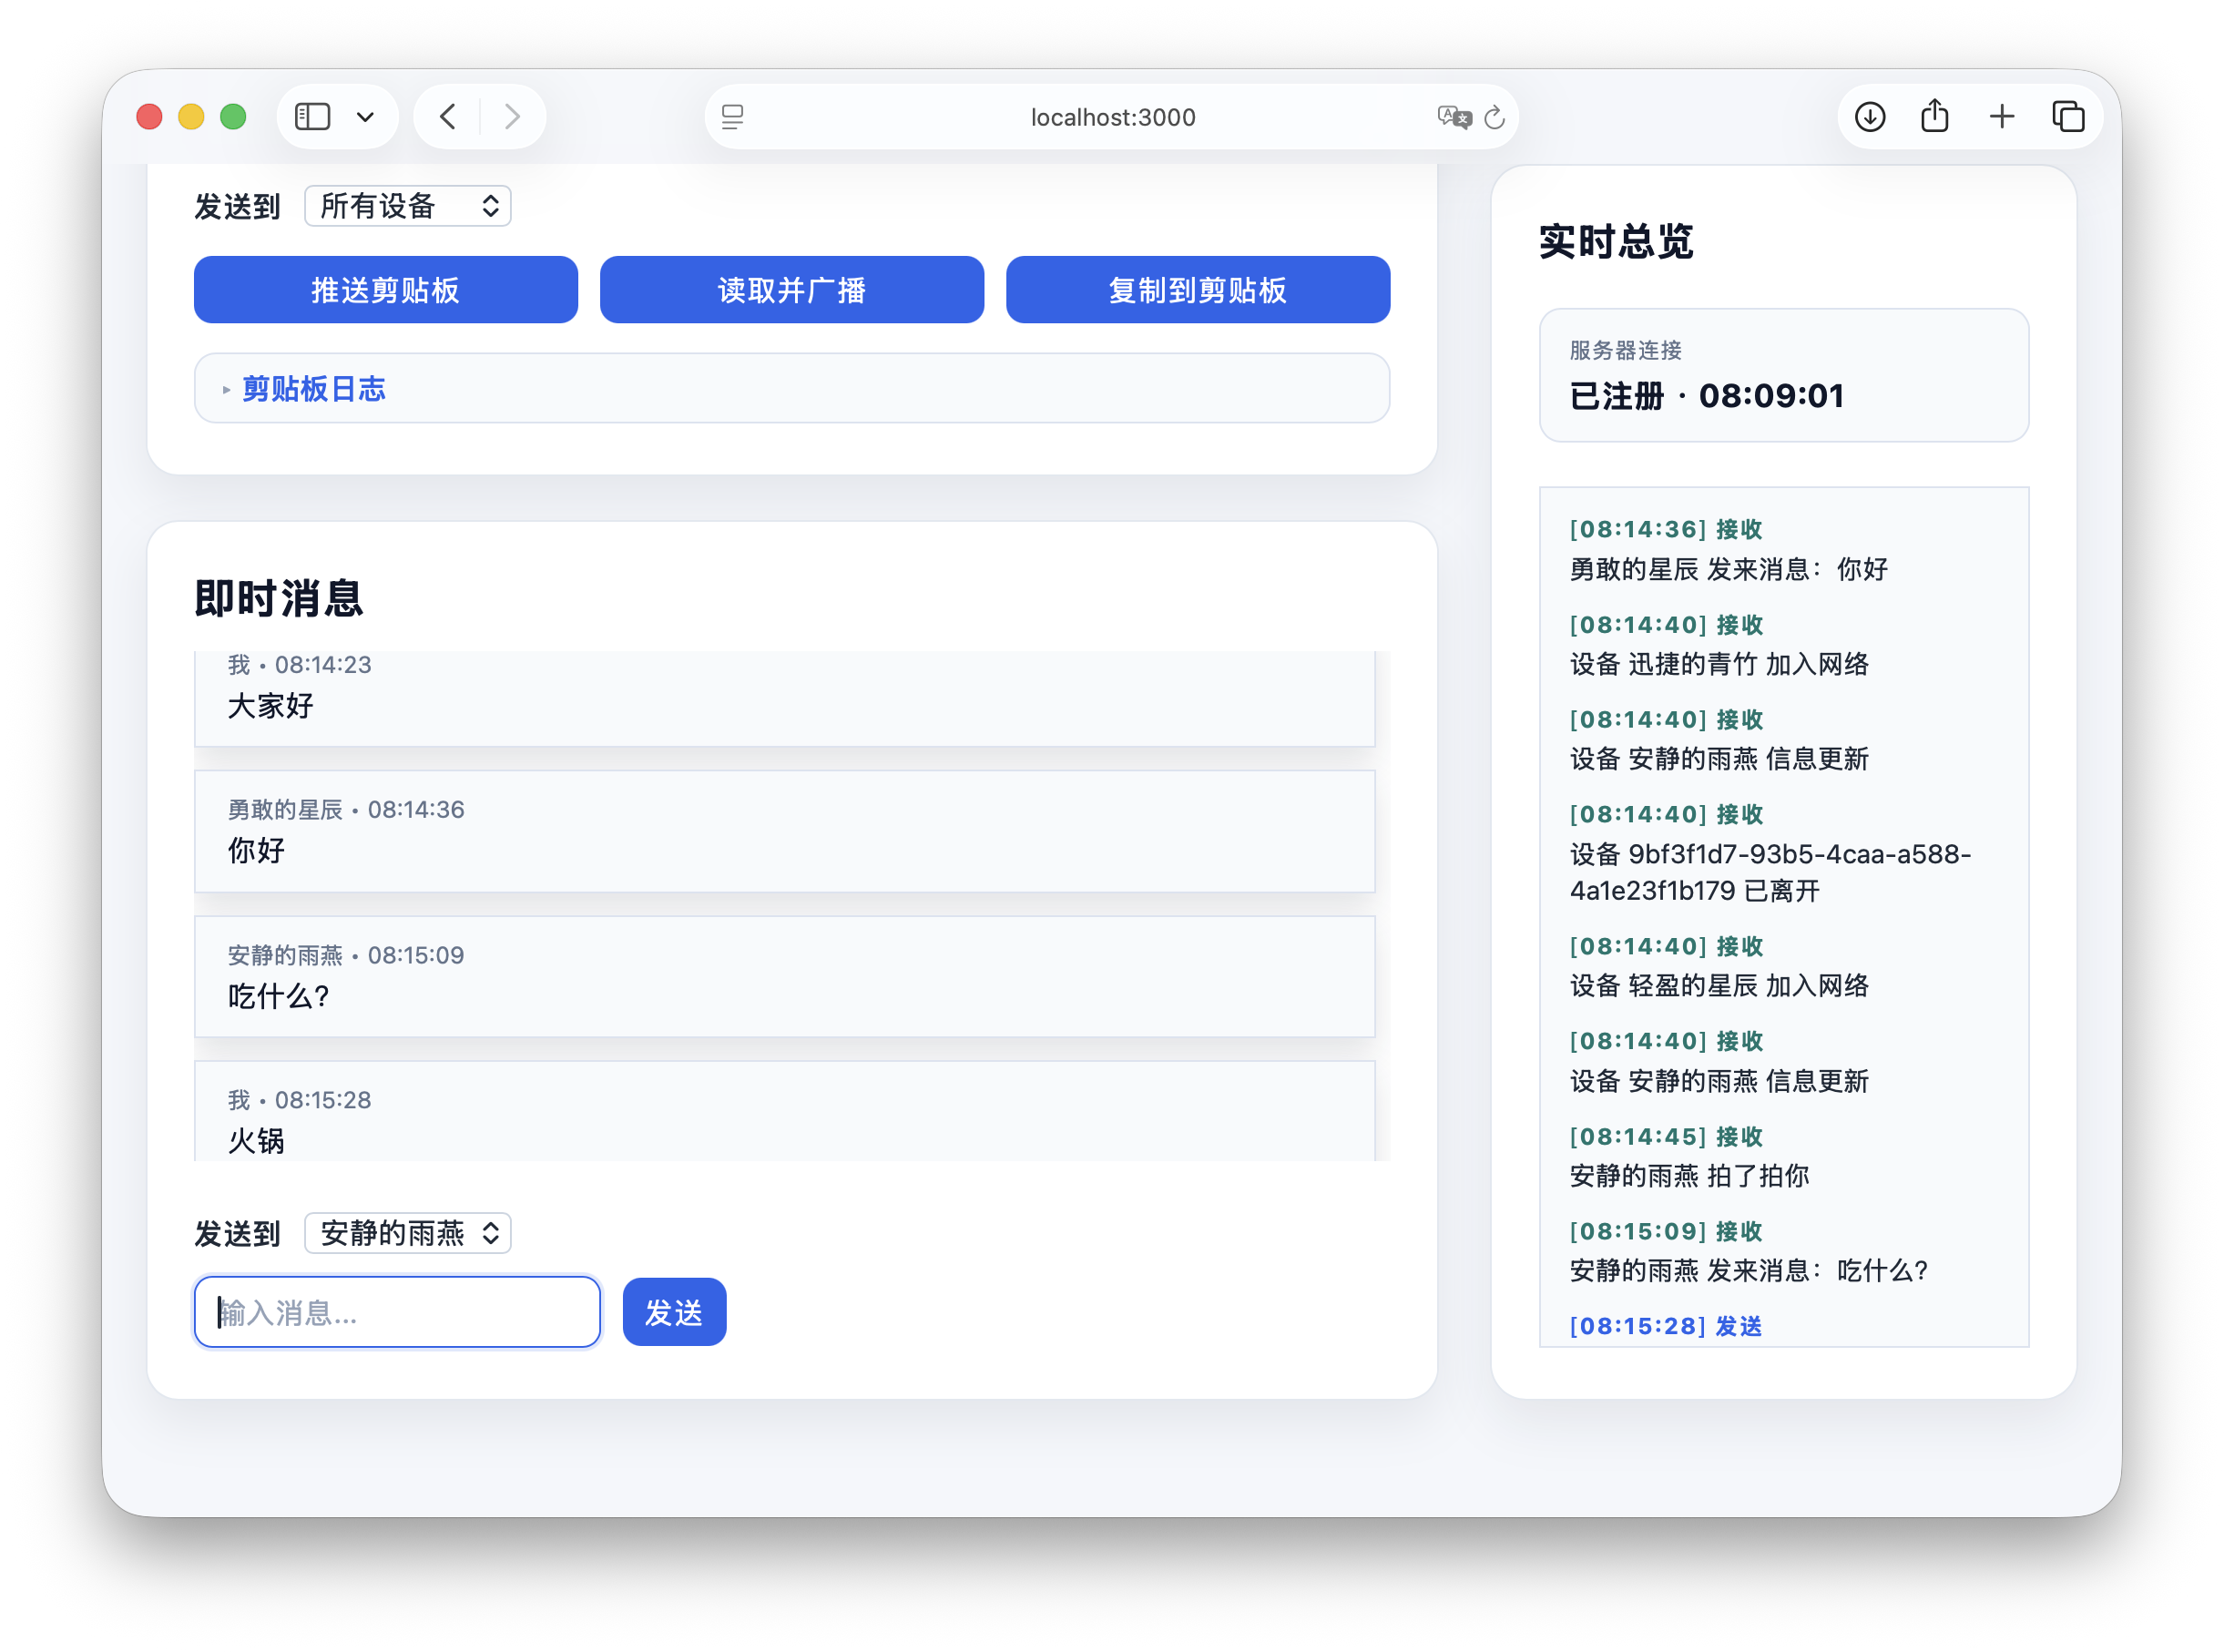 localhost:3000
发送到 所有设备
推送剪贴板 读取并广播 复制到剪贴板
剪贴板日志
即时消息
我 • 08:14:23
大家好
勇敢的星辰 • 08:14:36
你好
安静的雨燕 • 08:15:09
吃什么?
我 • 08:15:28
火锅
发送到 安静的雨燕
输入消息... 发送
实时总览
服务器连接
已注册 · 08:09:01
[08:14:36] 接收
勇敢的星辰 发来消息：你好
[08:14:40] 接收
设备 迅捷的青竹 加入网络
[08:14:40] 接收
设备 安静的雨燕 信息更新
[08:14:40] 接收
设备 9bf3f1d7-93b5-4caa-a588-
4a1e23f1b179 已离开
[08:14:40] 接收
设备 轻盈的星辰 加入网络
[08:14:40] 接收
设备 安静的雨燕 信息更新
[08:14:45] 接收
安静的雨燕 拍了拍你
[08:15:09] 接收
安静的雨燕 发来消息：吃什么?
[08:15:28] 发送